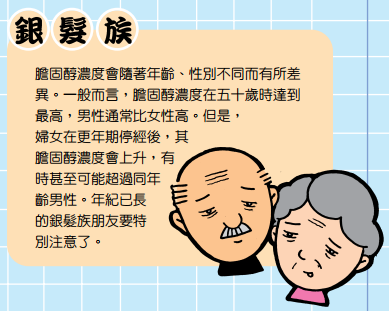 銀髮族
膽固醇濃度會隨著年齡、性別不同而有所差
異。一般而言，膽固醇濃度在五十歲時達到
最高，男性通常比女性高。但是，
婦女在更年期停經後，其
膽固醇濃度會上升，有
時甚至可能超過同年
齡男性。年紀已長
的銀髮族朋友要特
別注意了。